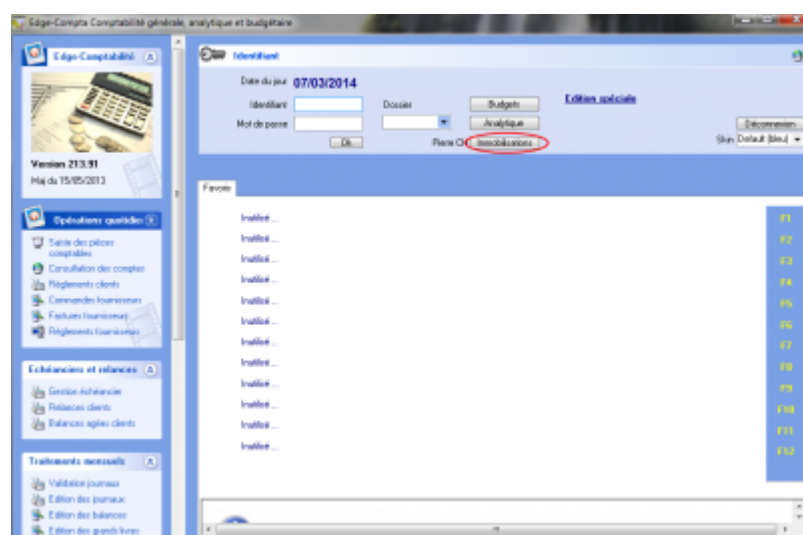 Edge-Compta Comptabilité générale, analytique et budgétaire
Edge-Comptabilité
Version 213.91
Maj du 15/05/2013
Opérations quotidie
Saisie des pièces
comptables
Consultation des comptes
Règlements clients
Commandes fournisseurs
Factures fournisseurs
Règlements fournisseurs
Echéanciers et relances
Gestion échéancier
Relances clients
Balances agées clients
Traitements mensuels
Validation journaux
Edition des journaux
Edition des balances
Edition des grands livres
Identifiant
Date du jour 07/03/2014
Identifiant
Dossier
Budgets
Edition spéciale
Mot de passe
Analytique
Déconnexion
Ok
Immobilisations
Skin Default (bleu)
Favoris
Inutilisé ... F1
Inutilisé ... F2
Inutilisé ... F3
Inutilisé ... F4
Inutilisé ... F5
Inutilisé ... F6
Inutilisé ... F7
Inutilisé ... F8
Inutilisé ... F9
Inutilisé ... F10
Inutilisé ... F11
Inutilisé ... F12